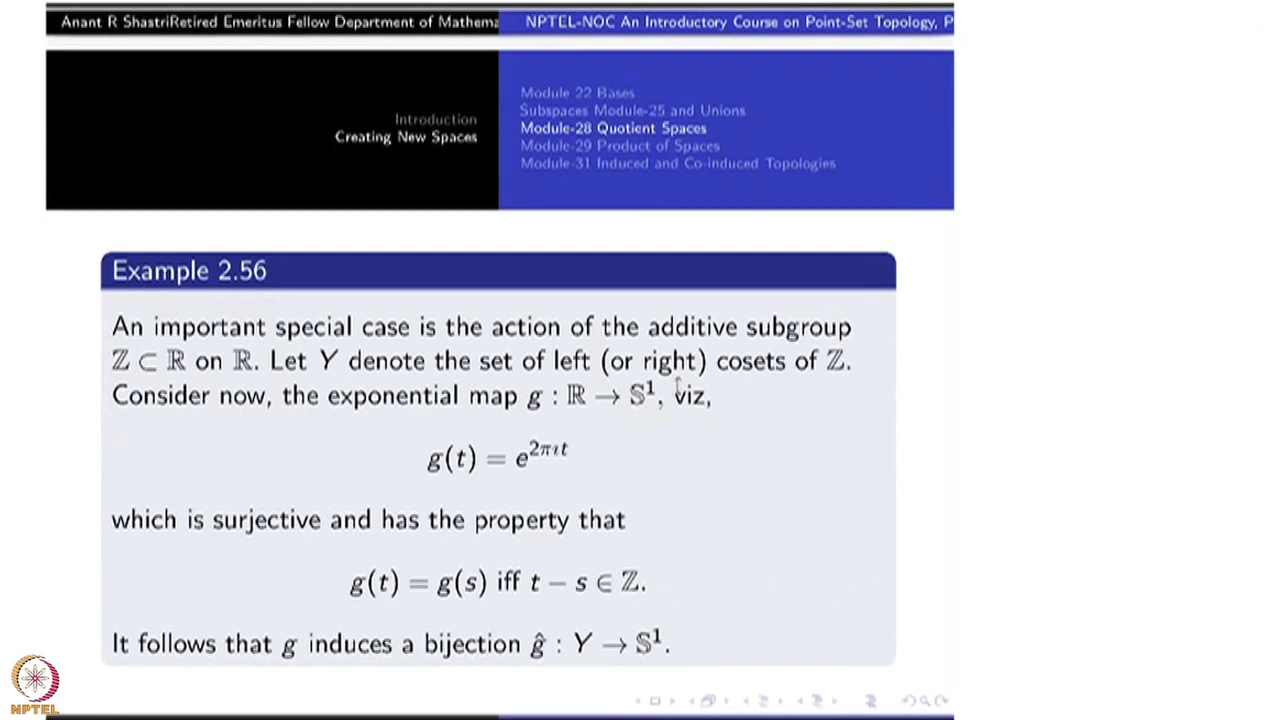 Anant R ShastriRetired Emeritus Fellow Department of Mathema
NPTEL-NOC An Introductory Course on Point-Set Topology, P
Introduction
Creating New Spaces
Module 22 Bases
Subspaces Module-25 and Unions
Module-28 Quotient Spaces
Module-29 Product of Spaces
Module-31 Induced and Co-induced Topologies
Example 2.56
An important special case is the action of the additive subgroup
ℤ ⊂ ℝ on ℝ. Let Y denote the set of left (or right) cosets of ℤ.
Consider now, the exponential map g : ℝ → 𝕊¹, viz,
g(t) = e^{2πıt}
which is surjective and has the property that
g(t) = g(s) iff t − s ∈ ℤ.
It follows that g induces a bijection ĝ : Y → 𝕊¹.
NPTEL